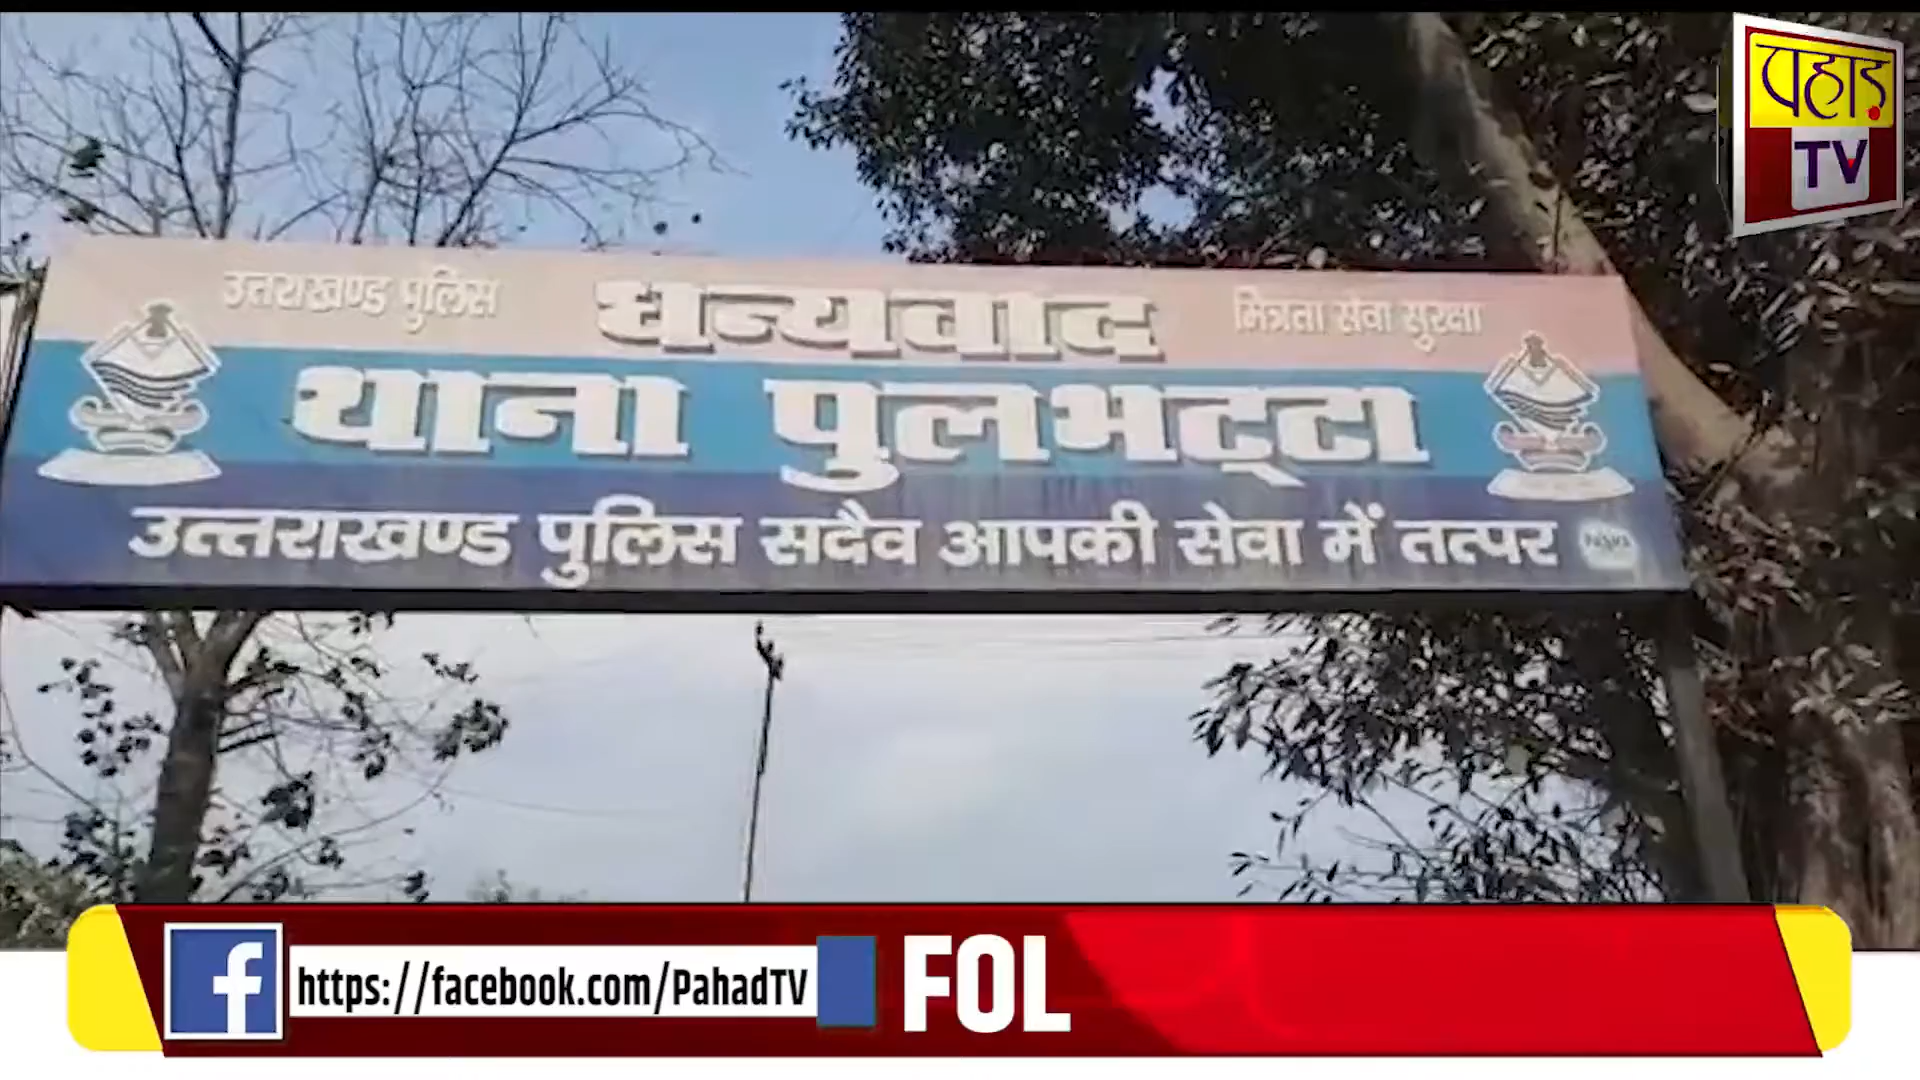 पहाड़
TV
उत्तराखण्ड पुलिस
धन्यवाद
मित्रता सेवा सुरक्षा
थाना पुलभट्टा
उत्तराखण्ड पुलिस सदैव आपकी सेवा में तत्पर
https://facebook.com/PahadTV
FOL